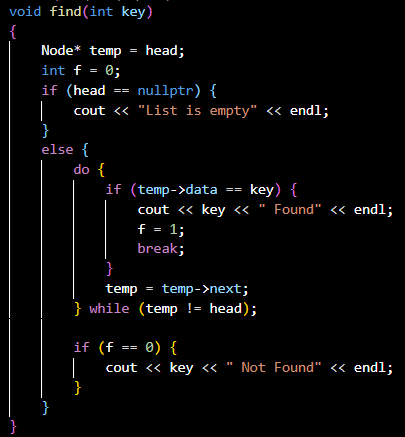 void find(int key)
{
    Node* temp = head;
    int f = 0;
    if (head == nullptr) {
        cout << "List is empty" << endl;
    }
    else {
        do {
            if (temp->data == key) {
                cout << key << " Found" << endl;
                f = 1;
                break;
            }
            temp = temp->next;
        } while (temp != head);

        if (f == 0) {
            cout << key << " Not Found" << endl;
        }
    }
}